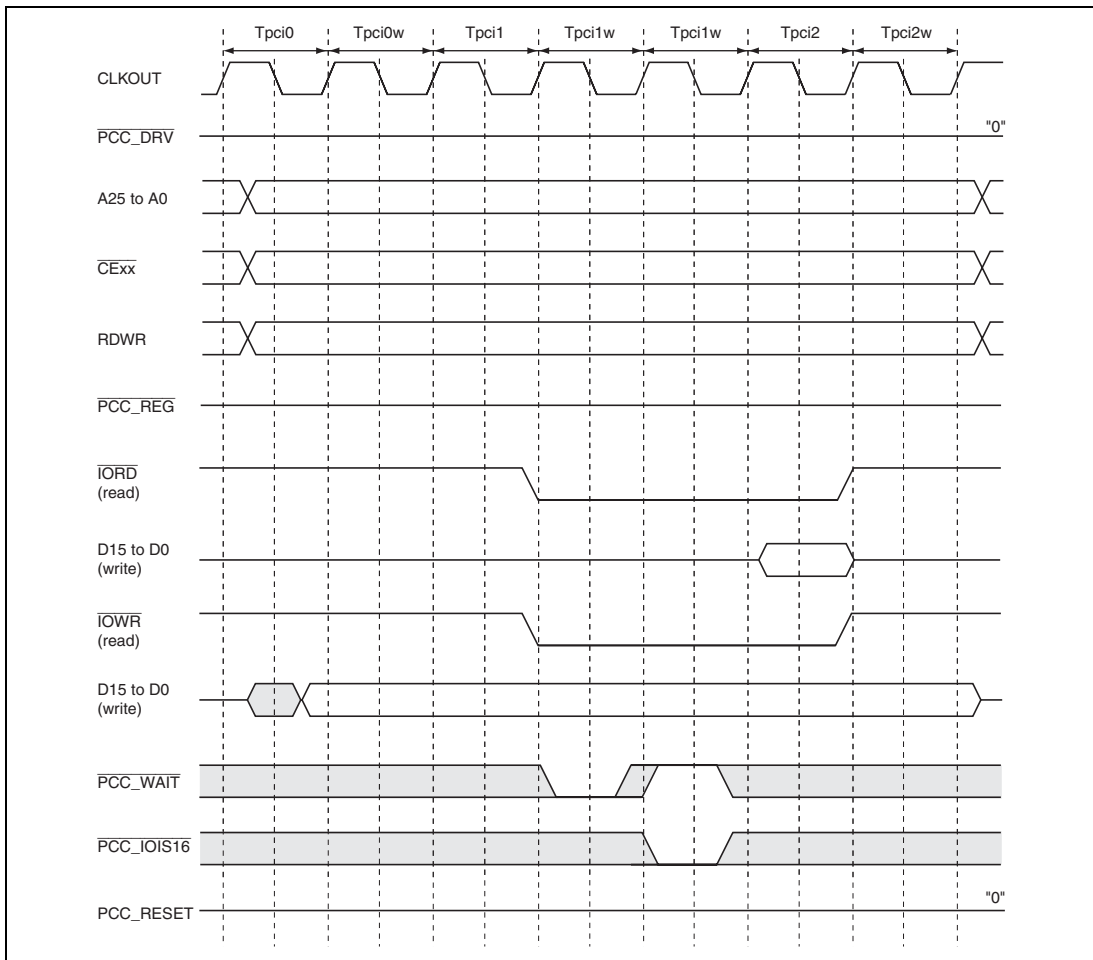 Tpci0 Tpci0w Tpci1 Tpci1w Tpci1w Tpci2 Tpci2w
CLKOUT
PCC_DRV "0"
A25 to A0
CExx
RDWR
PCC_REG
IORD
(read)
D15 to D0
(write)
IOWR
(read)
D15 to D0
(write)
PCC_WAIT
PCC_IOIS16
PCC_RESET "0"